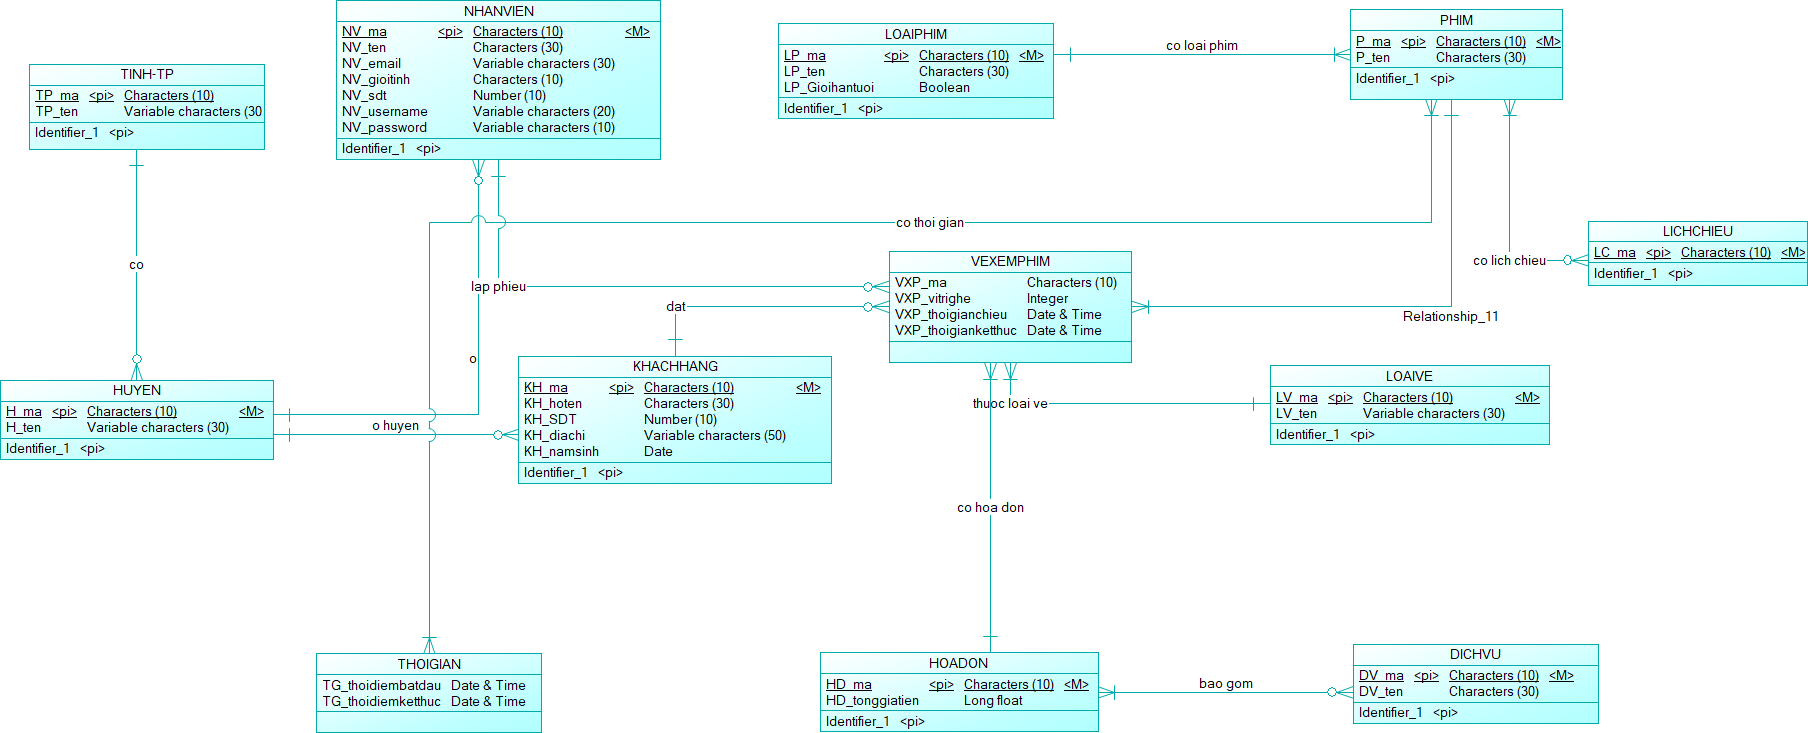 NHANVIEN
NV_ma <pi> Characters (10) <M>
NV_ten Characters (30)
NV_email Variable characters (30)
NV_gioitinh Characters (10)
NV_sdt Number (10)
NV_username Variable characters (20)
NV_password Variable characters (10)
Identifier_1 <pi>
LOAIPHIM
LP_ma <pi> Characters (10) <M>
LP_ten Characters (30)
LP_Gioihantuoi Boolean
Identifier_1 <pi>
co loai phim
PHIM
P_ma <pi> Characters (10) <M>
P_ten Characters (30)
Identifier_1 <pi>
TINH-TP
TP_ma <pi> Characters (10)
TP_ten Variable characters (30
Identifier_1 <pi>
co thoi gian
co
LICHCHIEU
LC_ma <pi> Characters (10) <M>
Identifier_1 <pi>
co lich chieu
VEXEMPHIM
VXP_ma Characters (10)
VXP_vitrighe Integer
VXP_thoigianchieu Date & Time
VXP_thoigianketthuc Date & Time
lap phieu
dat
Relationship_11
o
HUYEN
H_ma <pi> Characters (10) <M>
H_ten Variable characters (30)
Identifier_1 <pi>
o huyen
KHACHHANG
KH_ma <pi> Characters (10) <M>
KH_hoten Characters (30)
KH_SDT Number (10)
KH_diachi Variable characters (50)
KH_namsinh Date
Identifier_1 <pi>
thuoc loai ve
LOAIVE
LV_ma <pi> Characters (10) <M>
LV_ten Variable characters (30)
Identifier_1 <pi>
co hoa don
THOIGIAN
TG_thoidiembatdau Date & Time
TG_thoidiemketthuc Date & Time
HOADON
HD_ma <pi> Characters (10) <M>
HD_tonggiatien Long float
Identifier_1 <pi>
bao gom
DICHVU
DV_ma <pi> Characters (10) <M>
DV_ten Characters (30)
Identifier_1 <pi>